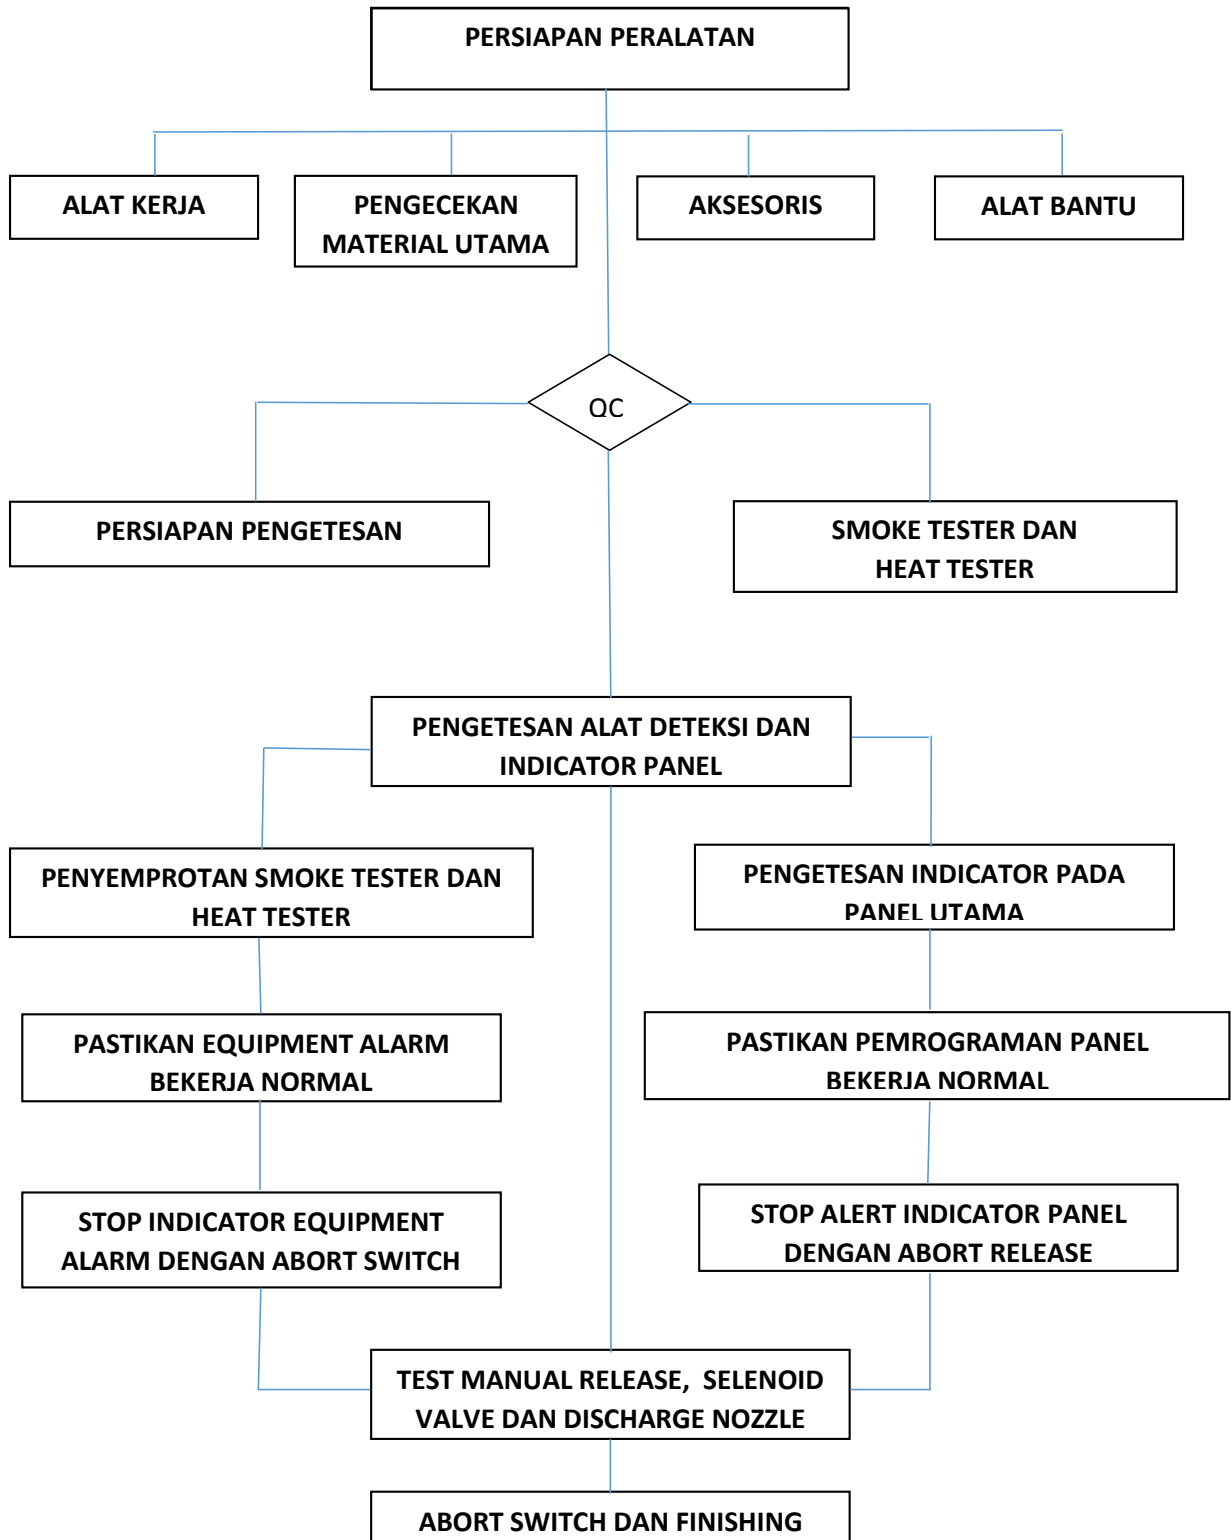 PERSIAPAN PERALATAN
ALAT KERJA
PENGECEKAN
MATERIAL UTAMA
AKSESORIS
ALAT BANTU
QC
PERSIAPAN PENGETESAN
SMOKE TESTER DAN
HEAT TESTER
PENGETESAN ALAT DETEKSI DAN
INDICATOR PANEL
PENYEMPROTAN SMOKE TESTER DAN
HEAT TESTER
PENGETESAN INDICATOR PADA
PANEL UTAMA
PASTIKAN EQUIPMENT ALARM
BEKERJA NORMAL
PASTIKAN PEMROGRAMAN PANEL
BEKERJA NORMAL
STOP INDICATOR EQUIPMENT
ALARM DENGAN ABORT SWITCH
STOP ALERT INDICATOR PANEL
DENGAN ABORT RELEASE
TEST MANUAL RELEASE, SELENOID
VALVE DAN DISCHARGE NOZZLE
ABORT SWITCH DAN FINISHING